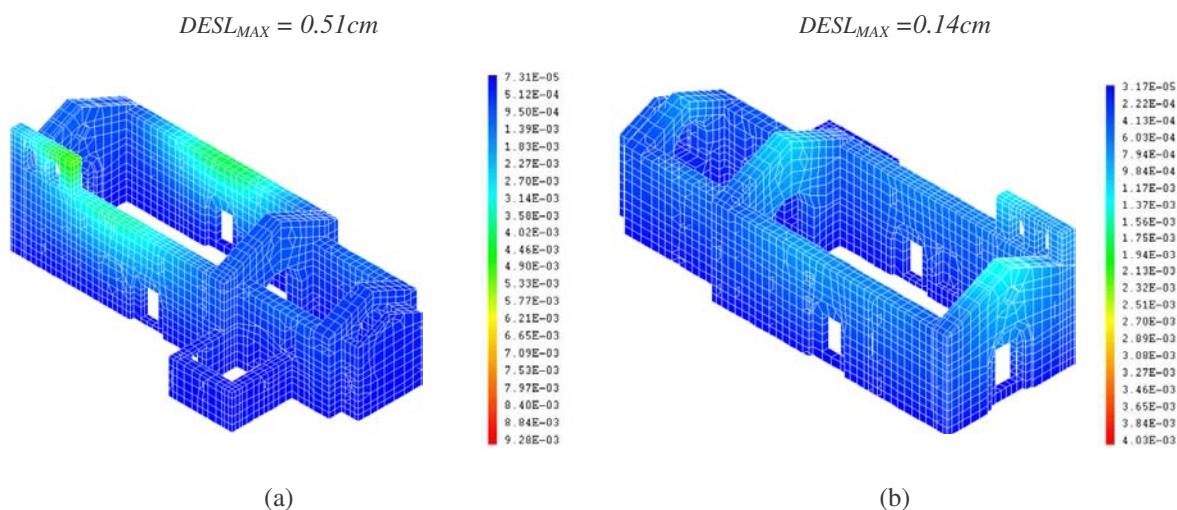 DESLMAX = 0.51cm
DESLMAX =0.14cm
7.31E-05
5.12E-04
9.50E-04
1.39E-03
1.83E-03
2.27E-03
2.70E-03
3.14E-03
3.58E-03
4.02E-03
4.46E-03
4.90E-03
5.33E-03
5.77E-03
6.21E-03
6.65E-03
7.09E-03
7.53E-03
7.97E-03
8.40E-03
8.84E-03
9.28E-03
3.17E-05
2.22E-04
4.13E-04
6.03E-04
7.94E-04
9.84E-04
1.17E-03
1.37E-03
1.56E-03
1.75E-03
1.94E-03
2.13E-03
2.32E-03
2.51E-03
2.70E-03
2.89E-03
3.08E-03
3.27E-03
3.46E-03
3.65E-03
3.84E-03
4.03E-03
(a)
(b)